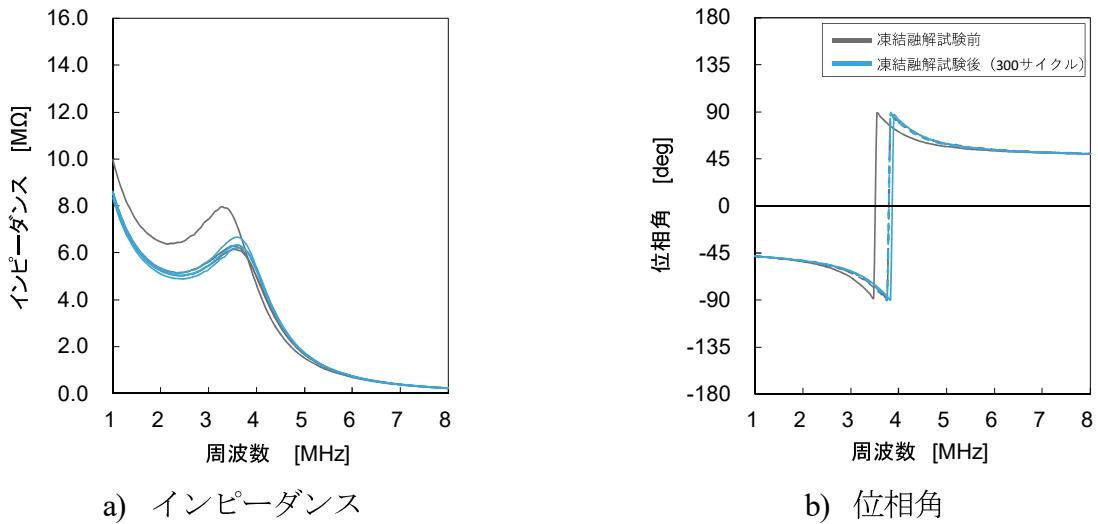 16.0
14.0
12.0
10.0
8.0
6.0
4.0
2.0
0.0
インピーダンス [MΩ]
1 2 3 4 5 6 7 8
周波数 [MHz]
a) インピーダンス
180
135
90
45
0
-45
-90
-135
-180
位相角 [deg]
凍結融解試験前
凍結融解試験後（300サイクル）
1 2 3 4 5 6 7 8
周波数 [MHz]
b) 位相角